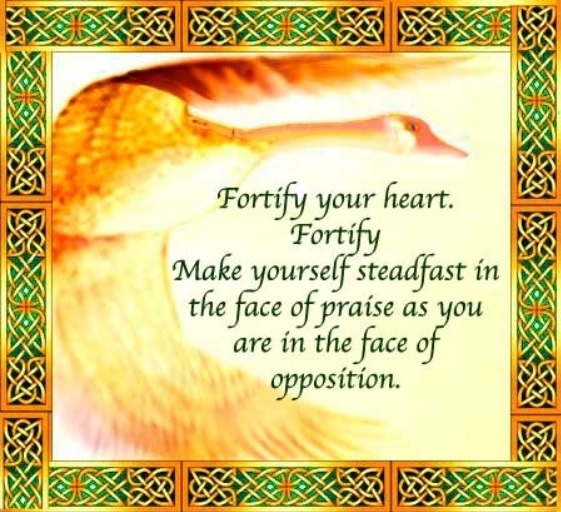 Fortify your heart.
Fortify
Make yourself steadfast in
the face of praise as you
are in the face of
opposition.